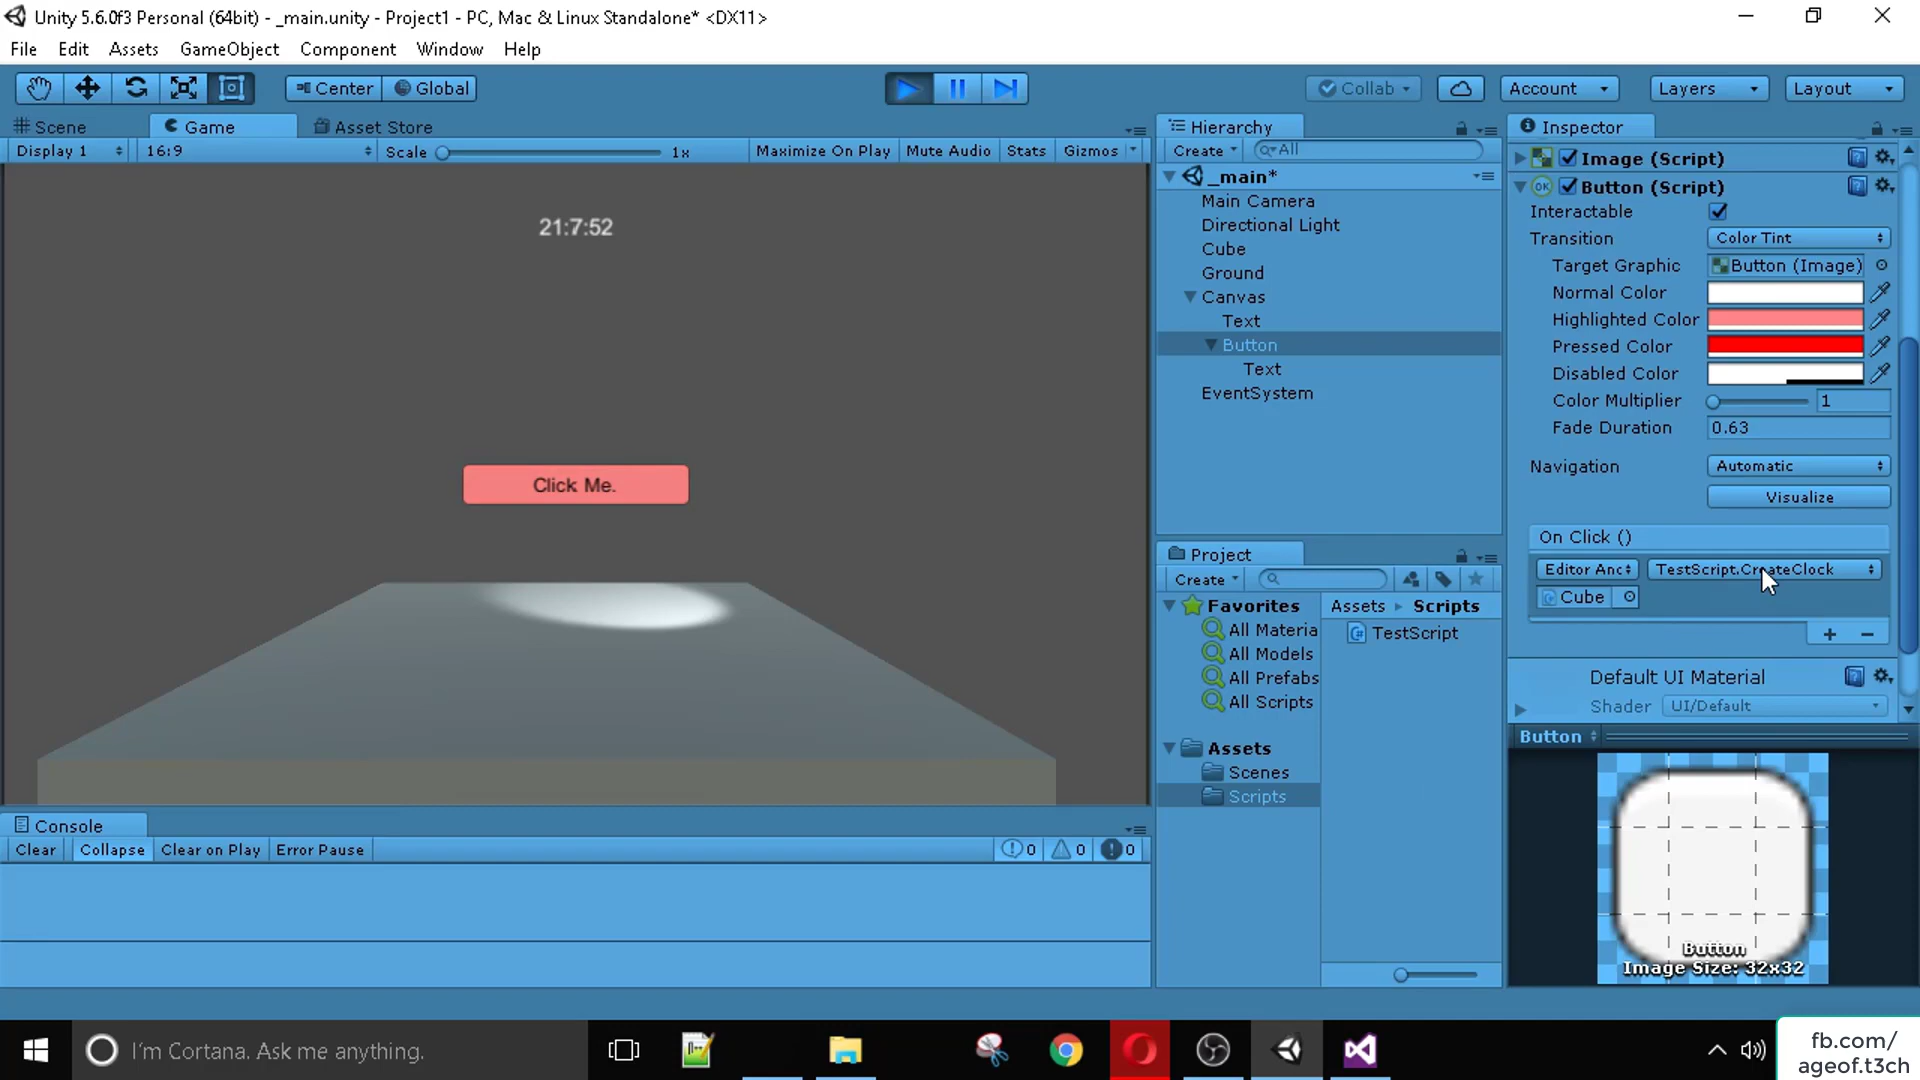 Unity 5.6.0f3 Personal (64bit) - _main.unity - Project1 - PC, Mac & Linux Standalone* <DX11>
File Edit Assets GameObject Component Window Help
Center Global Collab Account Layers Layout
Scene Game Asset Store
Display 1 16:9 Scale 1x Maximize On Play Mute Audio Stats Gizmos
21:7:52
Click Me.
Console
Clear Collapse Clear on Play Error Pause 0 0 0
Hierarchy
Create All
_main*
Main Camera
Directional Light
Cube
Ground
Canvas
Text
Button
Text
EventSystem
Project
Create
Favorites
All Materia
All Models
All Prefabs
All Scripts
Assets
Scenes
Scripts
Assets Scripts
TestScript
Inspector
Image (Script)
OK Button (Script)
Interactable
Transition Color Tint
Target Graphic Button (Image)
Normal Color
Highlighted Color
Pressed Color
Disabled Color
Color Multiplier 1
Fade Duration 0.63
Navigation Automatic
Visualize
On Click ()
Editor Anc TestScript.CreateClock
Cube
Default UI Material
Shader UI/Default
Button
Button
Image Size: 32x32
I'm Cortana. Ask me anything.
fb.com/
ageof.t3ch